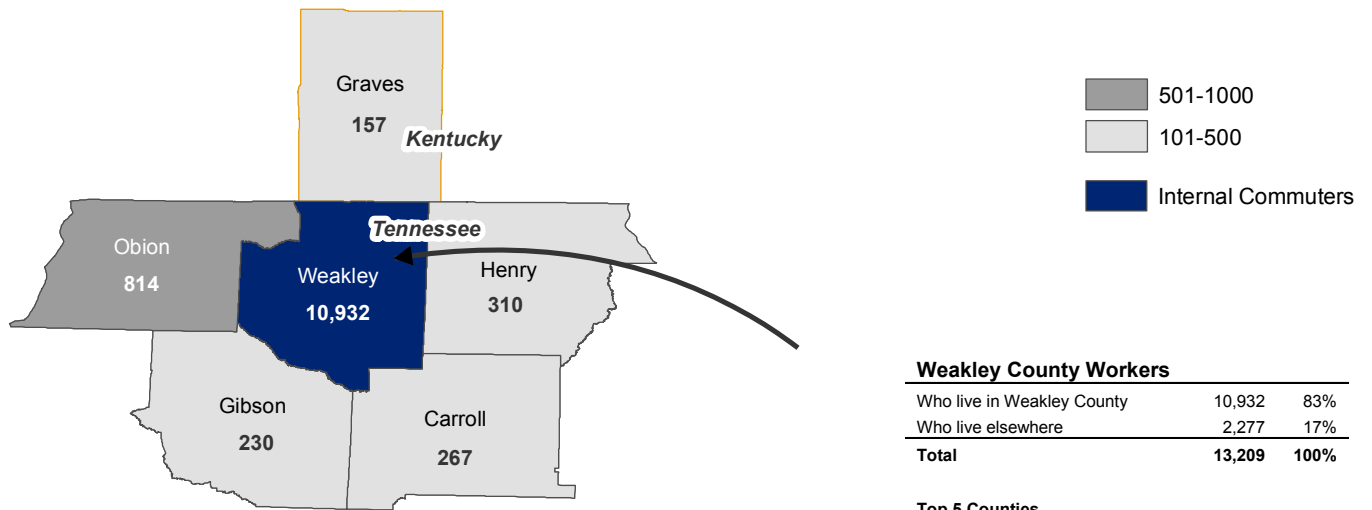 Graves
157
Kentucky
501-1000
101-500
Internal Commuters
Tennessee
Obion
814
Weakley
10,932
Henry
310
Gibson
230
Carroll
267
Weakley County Workers
Who live in Weakley County 10,932 83%
Who live elsewhere 2,277 17%
Total 13,209 100%
Top 5 Counties